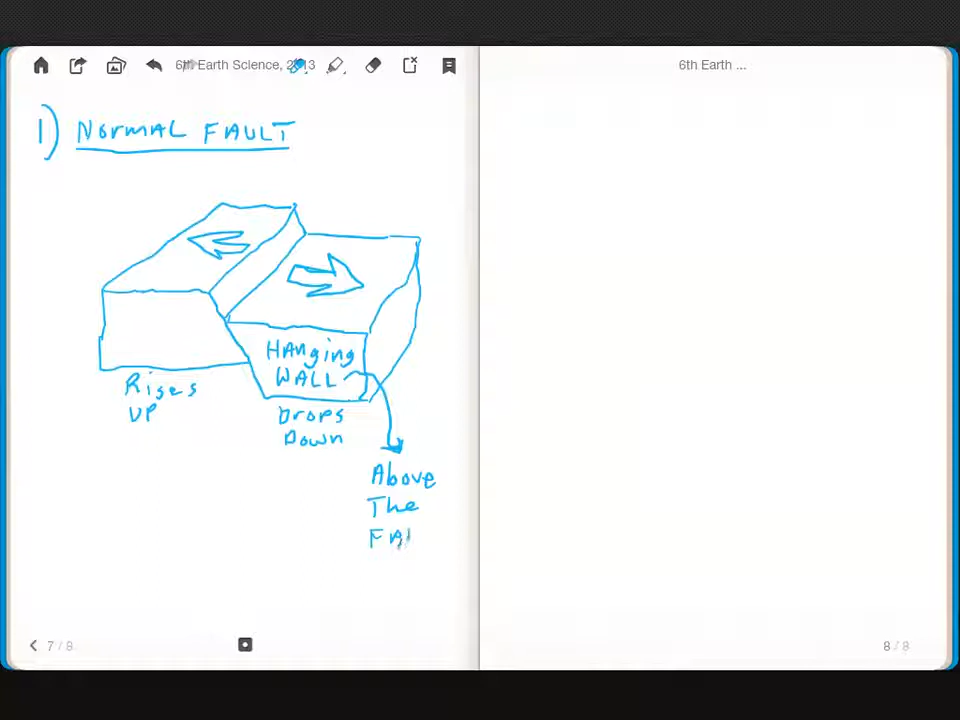 6th Earth Science, 2013
6th Earth ...
1) NORMAL FAULT
HANging
WALL
Rises
UP
Drops
Down
Above
The
7 / 8
8 / 8